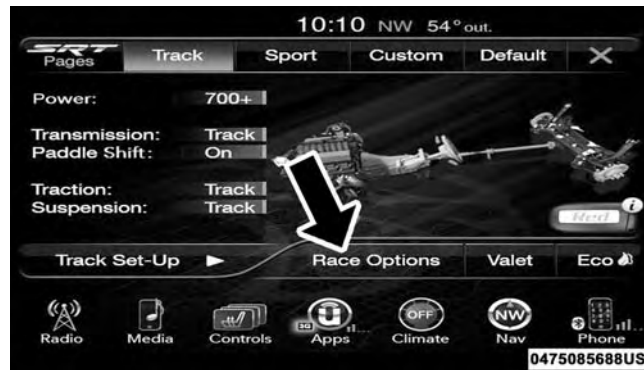 10:10 NW 54° out.
SRT Pages Track Sport Custom Default X
Power: 700+
Transmission: Track
Paddle Shift: On
Traction: Track
Suspension: Track
i
Red
Track Set-Up Race Options Valet Eco
OFF NW
3G
Radio Media Controls Apps Climate Nav Phone
0475085688US